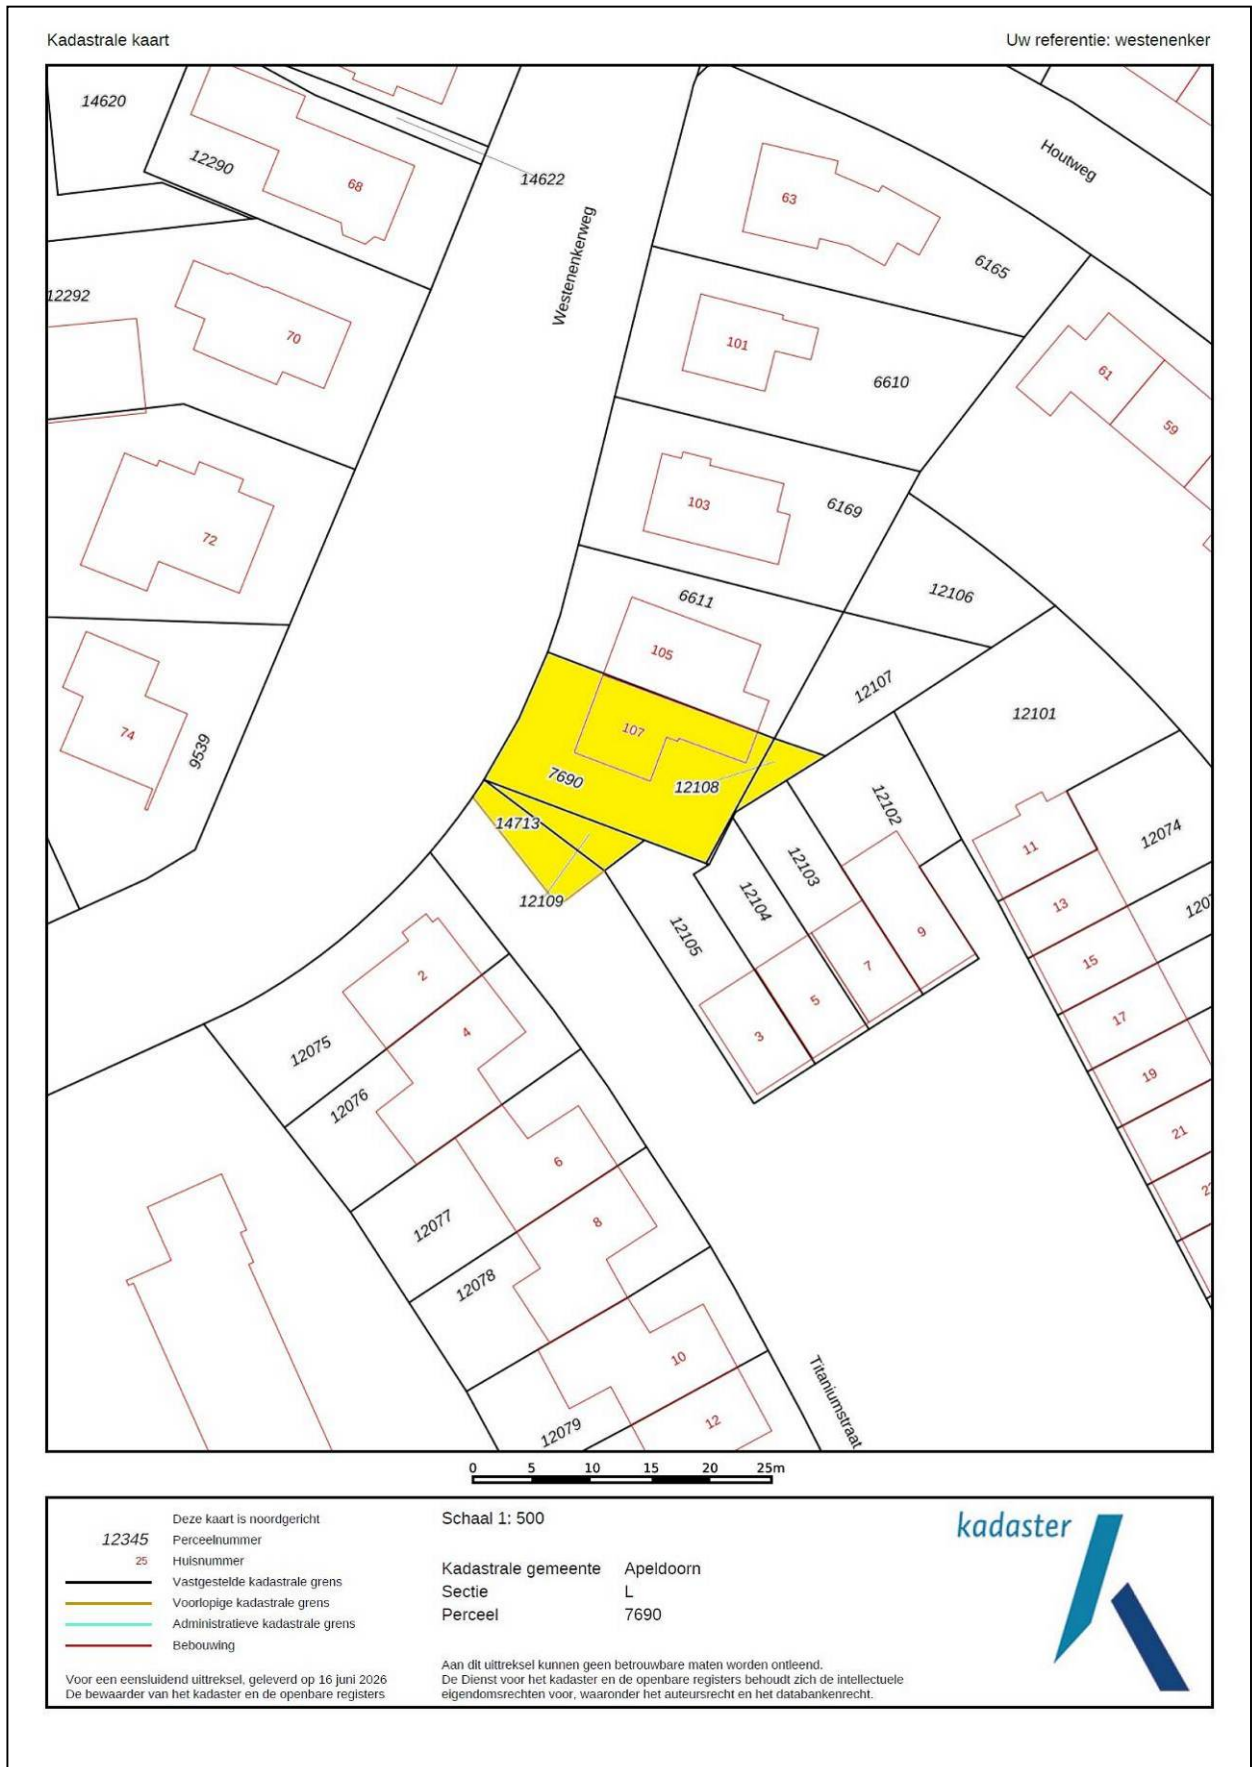 Kadastrale kaart
Uw referentie: westenenker
14620
12290
68
14622
Westenenkerweg
Houtweg
63
6165
12292
70
101
6610
61
59
72
103
6169
12106
6611
105
12107
74
9539
107
7690
12108
12101
14713
12109
12102
12103
12104
12105
11
12074
13
9
7
5
3
15
17
19
21
2
4
12075
12076
6
8
12077
12078
10
12
12079
Titaniumstraat
0 5 10 15 20 25m
Deze kaart is noordgericht
12345 Perceelnummer
25 Huisnummer
Vastgestelde kadastrale grens
Voorlopige kadastrale grens
Administratieve kadastrale grens
Bebouwing
Voor een eensluidend uittreksel, geleverd op 16 juni 2026
De bewaarder van het kadaster en de openbare registers
Schaal 1: 500
Kadastrale gemeente Apeldoorn
Sectie L
Perceel 7690
Aan dit uittreksel kunnen geen betrouwbare maten worden ontleend.
De Dienst voor het kadaster en de openbare registers behoudt zich de intellectuele
eigendomsrechten voor, waaronder het auteursrecht en het databankenrecht.
kadaster